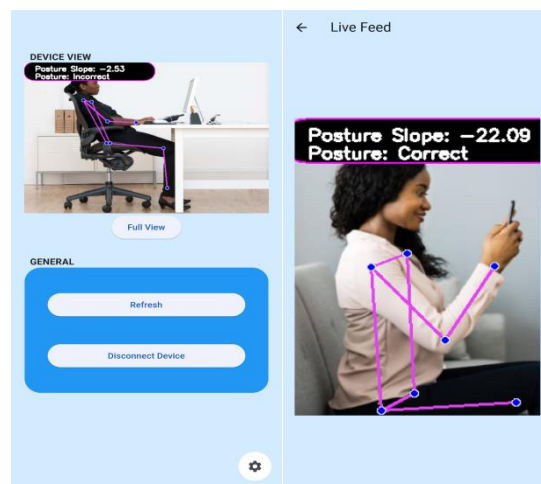 DEVICE VIEW
Posture Slope: -2.53
Posture: Incorrect
Full View
GENERAL
Refresh
Disconnect Device
Live Feed
Posture Slope: -22.09
Posture: Correct